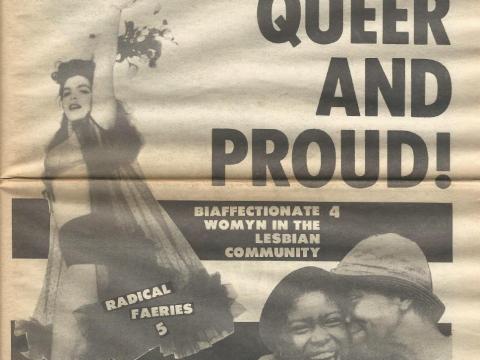 QUEER
AND
PROUD!
BIAFFECTIONATE 4
WOMYN IN THE
LESBIAN
COMMUNITY
RADICAL
FAERIES
5